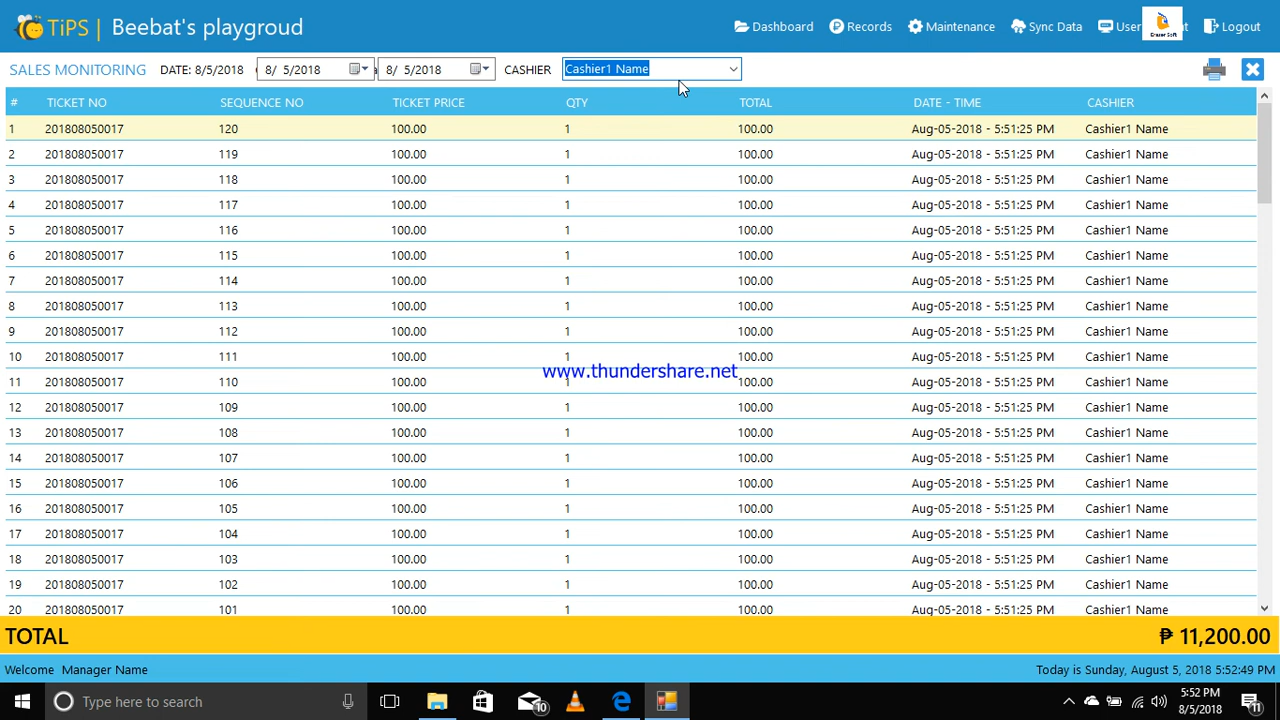 TiPS | Beebat's playgroud
Dashboard Records Maintenance Sync Data User Logout
Eraser Soft
SALES MONITORING DATE: 8/5/2018 8/ 5/2018 8/ 5/2018 CASHIER Cashier1 Name
# TICKET NO SEQUENCE NO TICKET PRICE QTY TOTAL DATE - TIME CASHIER
1 201808050017 120 100.00 1 100.00 Aug-05-2018 - 5:51:25 PM Cashier1 Name
2 201808050017 119 100.00 1 100.00 Aug-05-2018 - 5:51:25 PM Cashier1 Name
3 201808050017 118 100.00 1 100.00 Aug-05-2018 - 5:51:25 PM Cashier1 Name
4 201808050017 117 100.00 1 100.00 Aug-05-2018 - 5:51:25 PM Cashier1 Name
5 201808050017 116 100.00 1 100.00 Aug-05-2018 - 5:51:25 PM Cashier1 Name
6 201808050017 115 100.00 1 100.00 Aug-05-2018 - 5:51:25 PM Cashier1 Name
7 201808050017 114 100.00 1 100.00 Aug-05-2018 - 5:51:25 PM Cashier1 Name
8 201808050017 113 100.00 1 100.00 Aug-05-2018 - 5:51:25 PM Cashier1 Name
9 201808050017 112 100.00 1 100.00 Aug-05-2018 - 5:51:25 PM Cashier1 Name
10 201808050017 111 100.00 1 100.00 Aug-05-2018 - 5:51:25 PM Cashier1 Name
www.thundershare.net
11 201808050017 110 100.00 1 100.00 Aug-05-2018 - 5:51:25 PM Cashier1 Name
12 201808050017 109 100.00 1 100.00 Aug-05-2018 - 5:51:25 PM Cashier1 Name
13 201808050017 108 100.00 1 100.00 Aug-05-2018 - 5:51:25 PM Cashier1 Name
14 201808050017 107 100.00 1 100.00 Aug-05-2018 - 5:51:25 PM Cashier1 Name
15 201808050017 106 100.00 1 100.00 Aug-05-2018 - 5:51:25 PM Cashier1 Name
16 201808050017 105 100.00 1 100.00 Aug-05-2018 - 5:51:25 PM Cashier1 Name
17 201808050017 104 100.00 1 100.00 Aug-05-2018 - 5:51:25 PM Cashier1 Name
18 201808050017 103 100.00 1 100.00 Aug-05-2018 - 5:51:25 PM Cashier1 Name
19 201808050017 102 100.00 1 100.00 Aug-05-2018 - 5:51:25 PM Cashier1 Name
20 201808050017 101 100.00 1 100.00 Aug-05-2018 - 5:51:25 PM Cashier1 Name
TOTAL ₱ 11,200.00
Welcome Manager Name Today is Sunday, August 5, 2018 5:52:49 PM
Type here to search 10 5:52 PM
8/5/2018 11